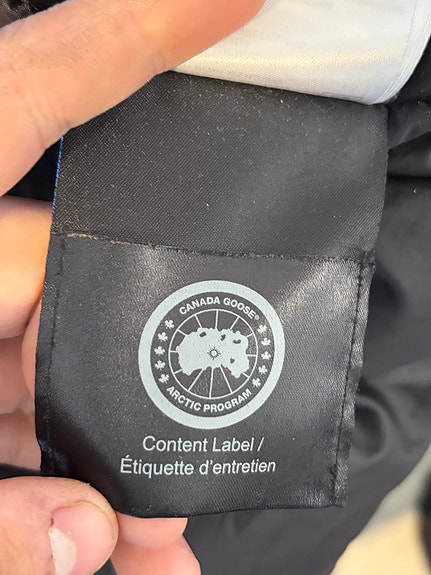 CANADA GOOSE®
ARCTIC PROGRAM
Content Label /
Étiquette d'entretien